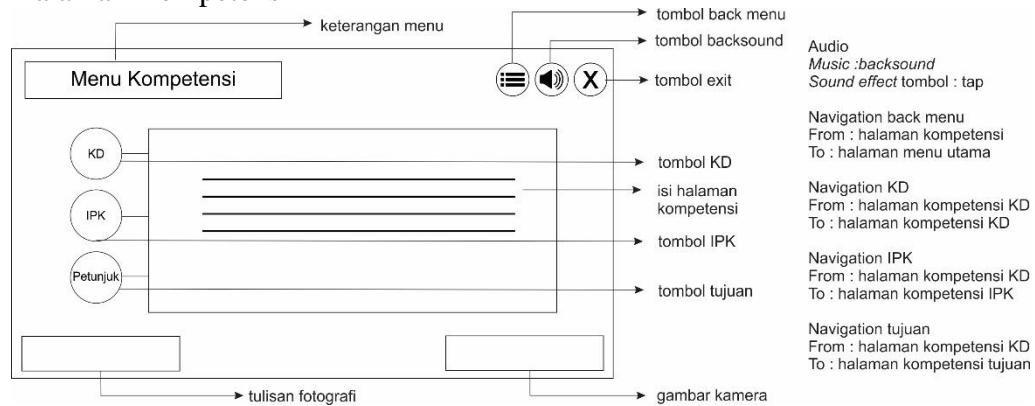 keterangan menu
tombol back menu
tombol backsound
tombol exit
Menu Kompetensi
KD
IPK
Petunjuk
tombol KD
isi halaman
kompetensi
tombol IPK
tombol tujuan
tulisan fotografi
gambar kamera
Audio
Music :backsound
Sound effect tombol : tap
Navigation back menu
From : halaman kompetensi
To : halaman menu utama
Navigation KD
From : halaman kompetensi KD
To : halaman kompetensi KD
Navigation IPK
From : halaman kompetensi KD
To : halaman kompetensi IPK
Navigation tujuan
From : halaman kompetensi KD
To : halaman kompetensi tujuan